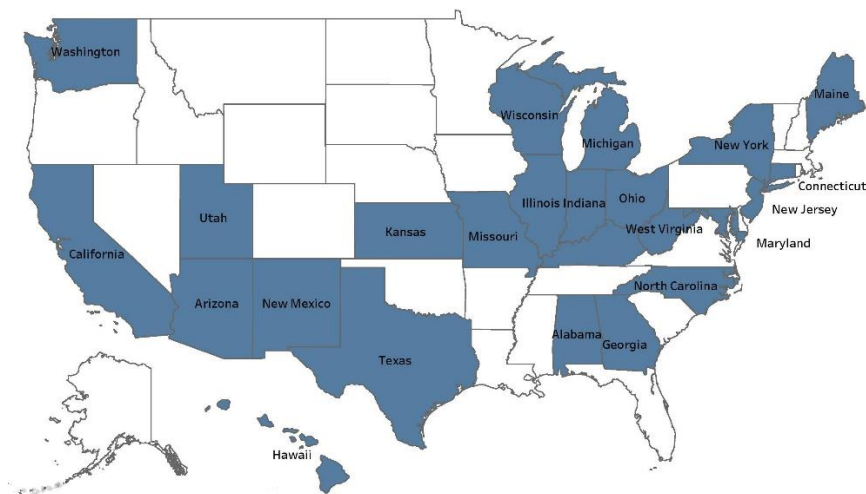 Washington
Maine
Wisconsin
Michigan
New York
Connecticut
Utah
Illinois Indiana
Ohio
New Jersey
Kansas
Missouri
West Virginia
California
Maryland
Arizona
New Mexico
North Carolina
Alabama
Georgia
Texas
Hawaii